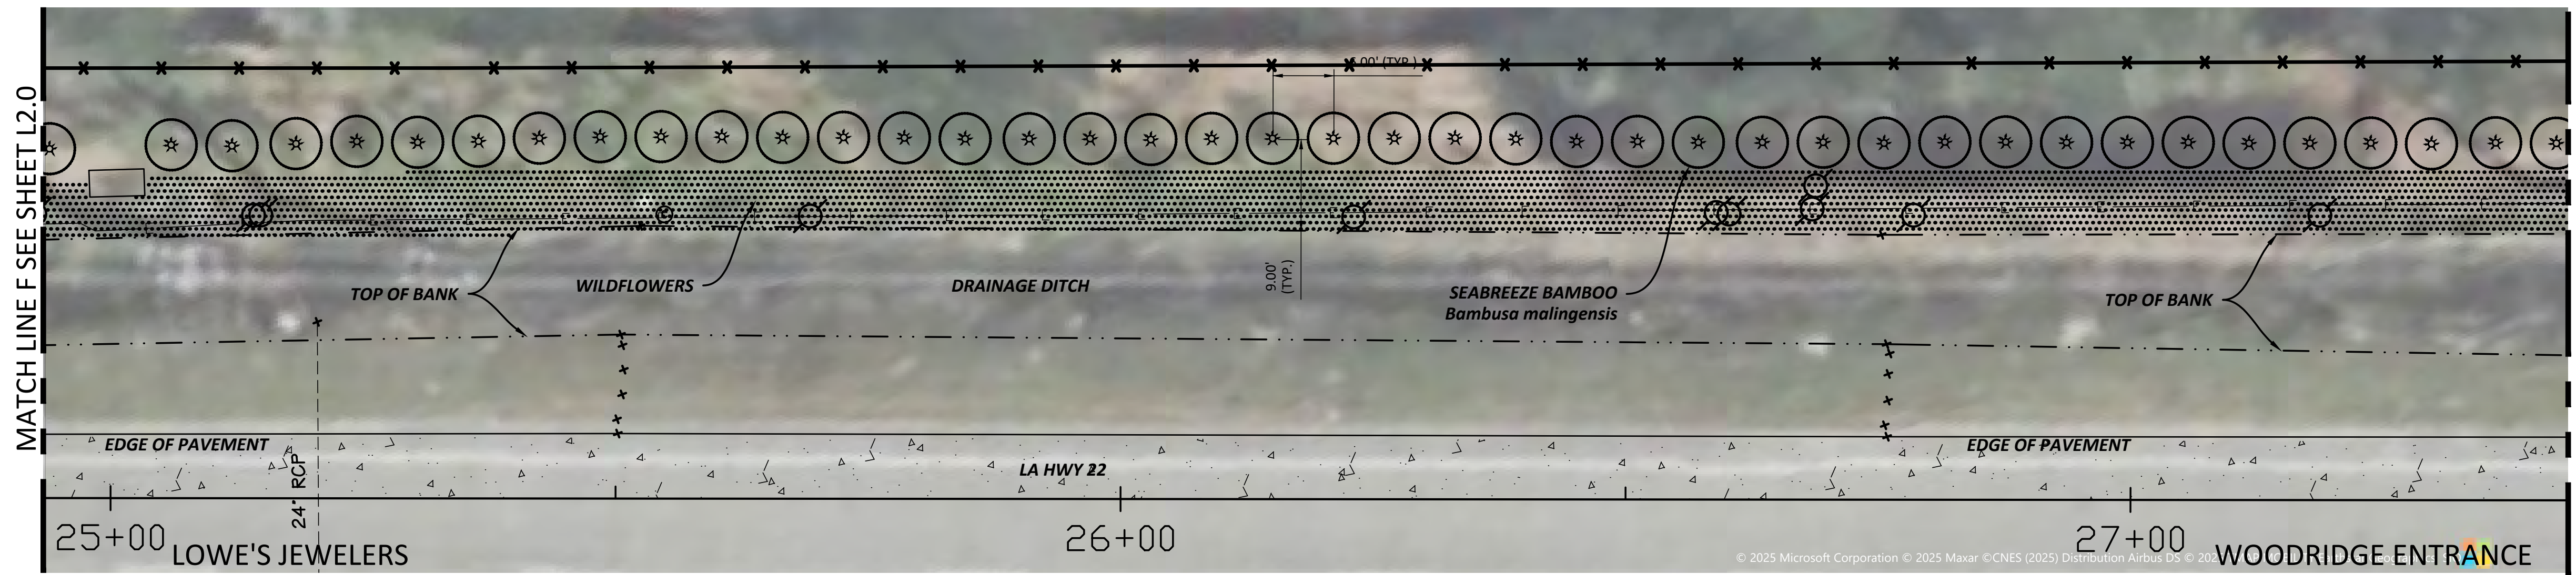 MATCH LINE F SEE SHEET L2.0
6.00' (TYP.)
TOP OF BANK
WILDFLOWERS
DRAINAGE DITCH
9.00'
(TYP.)
SEABREEZE BAMBOO
Bambusa malingensis
TOP OF BANK
EDGE OF PAVEMENT
EDGE OF PAVEMENT
24" RCP
LA HWY 22
25+00
26+00
27+00
LOWE'S JEWELERS
© 2025 Microsoft Corporation © 2025 Maxar ©CNES (2025) Distribution Airbus DS
WOODRIDGE ENTRANCE